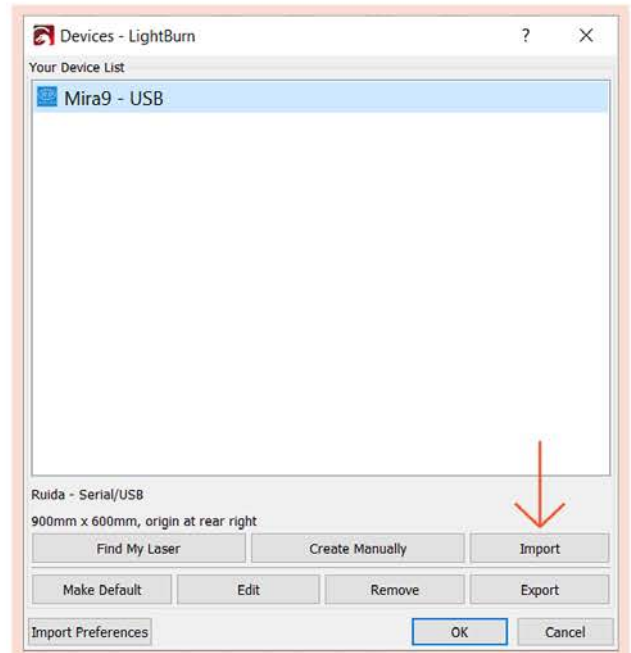 Devices - LightBurn ? X
Your Device List
Mira9 - USB
Ruida - Serial/USB
900mm x 600mm, origin at rear right
Find My Laser Create Manually Import
Make Default Edit Remove Export
Import Preferences OK Cancel